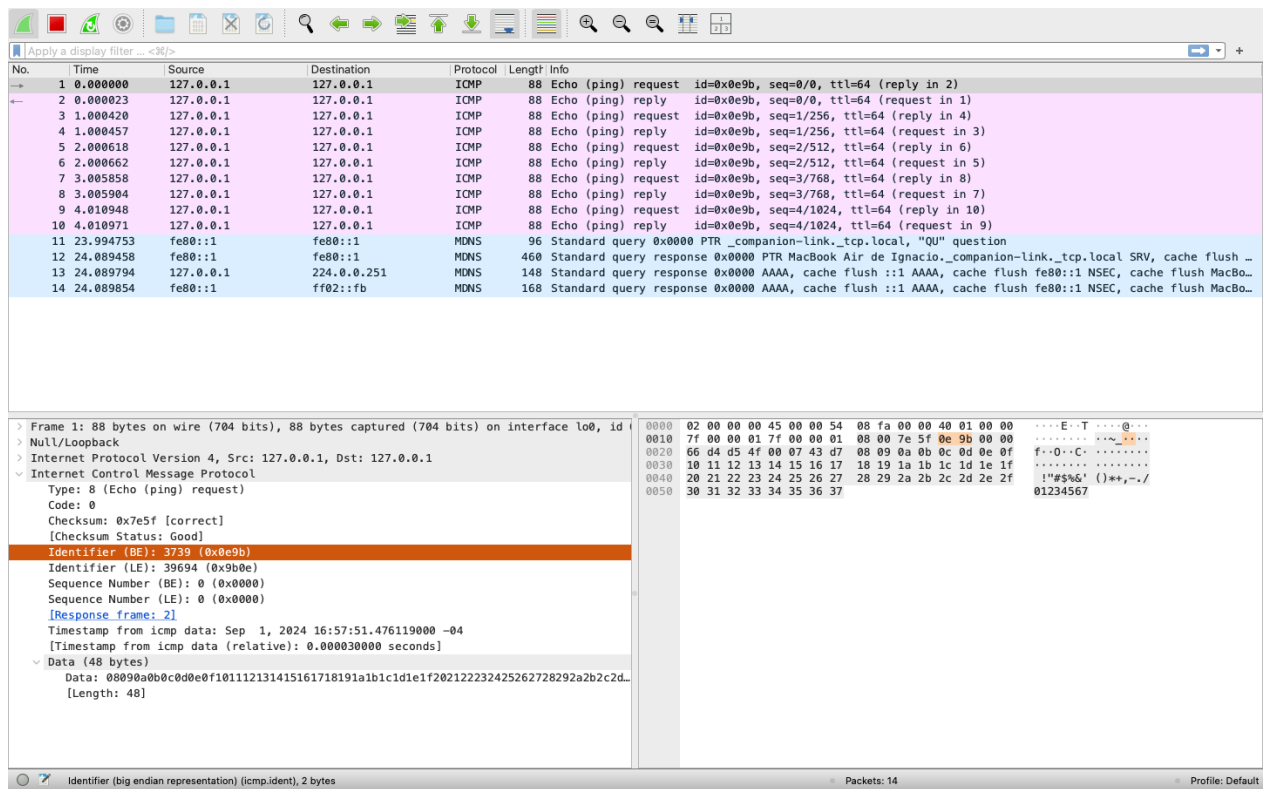 Apply a display filter ... <⌘/>
No. Time Source Destination Protocol Length Info
1 0.000000 127.0.0.1 127.0.0.1 ICMP 88 Echo (ping) request id=0x0e9b, seq=0/0, ttl=64 (reply in 2)
2 0.000023 127.0.0.1 127.0.0.1 ICMP 88 Echo (ping) reply id=0x0e9b, seq=0/0, ttl=64 (request in 1)
3 1.000420 127.0.0.1 127.0.0.1 ICMP 88 Echo (ping) request id=0x0e9b, seq=1/256, ttl=64 (reply in 4)
4 1.000457 127.0.0.1 127.0.0.1 ICMP 88 Echo (ping) reply id=0x0e9b, seq=1/256, ttl=64 (request in 3)
5 2.000618 127.0.0.1 127.0.0.1 ICMP 88 Echo (ping) request id=0x0e9b, seq=2/512, ttl=64 (reply in 6)
6 2.000662 127.0.0.1 127.0.0.1 ICMP 88 Echo (ping) reply id=0x0e9b, seq=2/512, ttl=64 (request in 5)
7 3.005858 127.0.0.1 127.0.0.1 ICMP 88 Echo (ping) request id=0x0e9b, seq=3/768, ttl=64 (reply in 8)
8 3.005904 127.0.0.1 127.0.0.1 ICMP 88 Echo (ping) reply id=0x0e9b, seq=3/768, ttl=64 (request in 7)
9 4.010948 127.0.0.1 127.0.0.1 ICMP 88 Echo (ping) request id=0x0e9b, seq=4/1024, ttl=64 (reply in 10)
10 4.010971 127.0.0.1 127.0.0.1 ICMP 88 Echo (ping) reply id=0x0e9b, seq=4/1024, ttl=64 (request in 9)
11 23.994753 fe80::1 fe80::1 MDNS 96 Standard query 0x0000 PTR _companion-link._tcp.local, "QU" question
12 24.089458 fe80::1 fe80::1 MDNS 460 Standard query response 0x0000 PTR MacBook Air de Ignacio._companion-link._tcp.local SRV, cache flush …
13 24.089794 127.0.0.1 224.0.0.251 MDNS 148 Standard query response 0x0000 AAAA, cache flush ::1 AAAA, cache flush fe80::1 NSEC, cache flush MacBo…
14 24.089854 fe80::1 ff02::fb MDNS 168 Standard query response 0x0000 AAAA, cache flush ::1 AAAA, cache flush fe80::1 NSEC, cache flush MacBo…
Frame 1: 88 bytes on wire (704 bits), 88 bytes captured (704 bits) on interface lo0, id
Null/Loopback
Internet Protocol Version 4, Src: 127.0.0.1, Dst: 127.0.0.1
Internet Control Message Protocol
Type: 8 (Echo (ping) request)
Code: 0
Checksum: 0x7e5f [correct]
[Checksum Status: Good]
Identifier (BE): 3739 (0x0e9b)
Identifier (LE): 39694 (0x9b0e)
Sequence Number (BE): 0 (0x0000)
Sequence Number (LE): 0 (0x0000)
[Response frame: 2]
Timestamp from icmp data: Sep  1, 2024 16:57:51.476119000 -04
[Timestamp from icmp data (relative): 0.000030000 seconds]
Data (48 bytes)
Data: 08090a0b0c0d0e0f101112131415161718191a1b1c1d1e1f202122232425262728292a2b2c2d…
[Length: 48]
0000 02 00 00 00 45 00 00 54 08 fa 00 00 40 01 00 00 ····E··T ····@···
0010 7f 00 00 01 7f 00 00 01 08 00 7e 5f 0e 9b 00 00 ········ ··~_····
0020 66 d4 d5 4f 00 07 43 d7 08 09 0a 0b 0c 0d 0e 0f f··O··C· ········
0030 10 11 12 13 14 15 16 17 18 19 1a 1b 1c 1d 1e 1f ········ ········
0040 20 21 22 23 24 25 26 27 28 29 2a 2b 2c 2d 2e 2f !"#$%&' ()*+,-./
0050 30 31 32 33 34 35 36 37 01234567
Identifier (big endian representation) (icmp.ident), 2 bytes
Packets: 14
Profile: Default